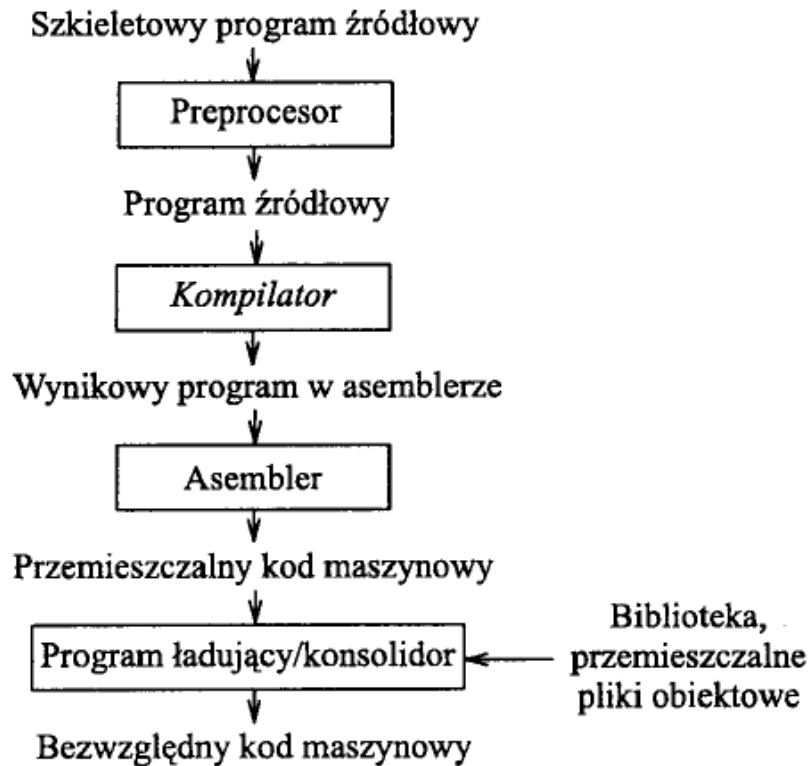 Szkieletowy program źródłowy
Preprocesor
Program źródłowy
Kompilator
Wynikowy program w asemblerze
Asembler
Przemieszczalny kod maszynowy
Program ładujący/konsolidor
Biblioteka,
przemieszczalne
pliki obiektowe
Bezwzględny kod maszynowy